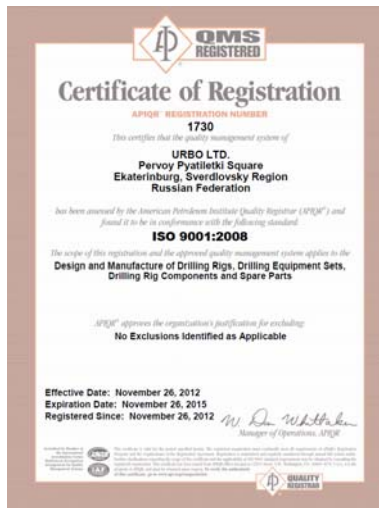 QMS
REGISTERED
Certificate of Registration
APIQR® REGISTRATION NUMBER
1730
This certifies that the quality management system of
URBO LTD.
Pervoy Pyatiletki Square
Ekaterinburg, Sverdlovsky Region
Russian Federation
has been assessed by the American Petroleum Institute Quality Registrar (APIQR®) and
found it to be in conformance with the following standard:
ISO 9001:2008
The scope of this registration and the approved quality management system applies to the
Design and Manufacture of Drilling Rigs, Drilling Equipment Sets,
Drilling Rig Components and Spare Parts
APIQR® approves the organization's justification for excluding:
No Exclusions Identified as Applicable
Effective Date: November 26, 2012
Expiration Date: November 26, 2015
Registered Since: November 26, 2012
Manager of Operations, APIQR
QUALITY
REGISTRAR